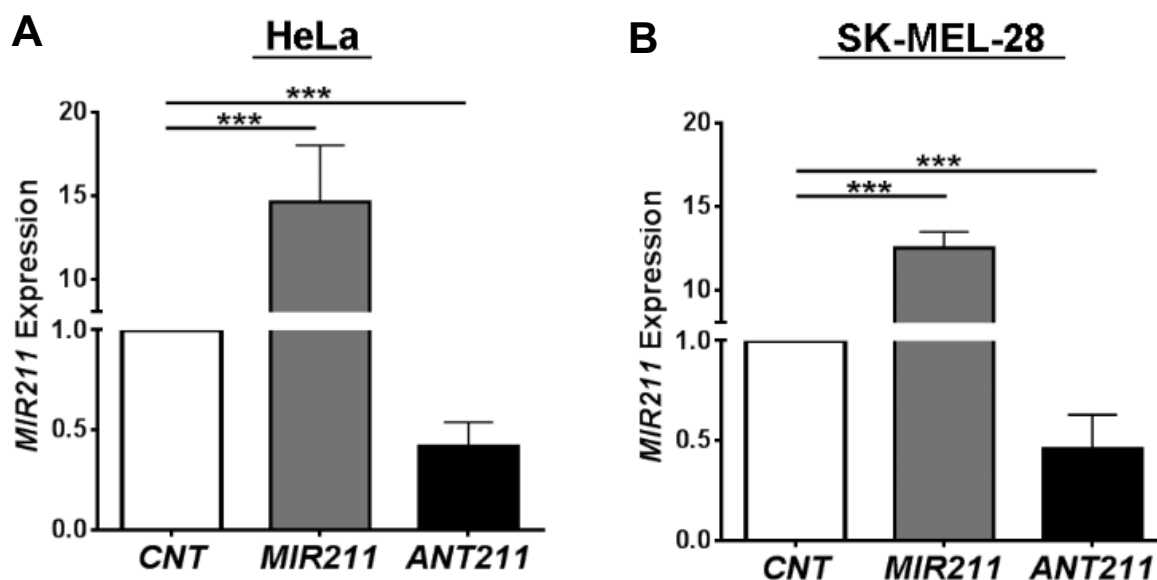 A
HeLa
***
***
20
15
10
1.0
0.5
0.0
MIR211 Expression
CNT MIR211 ANT211
B
SK-MEL-28
***
***
20
15
10
1.0
0.5
0.0
MIR211 Expression
CNT MIR211 ANT211